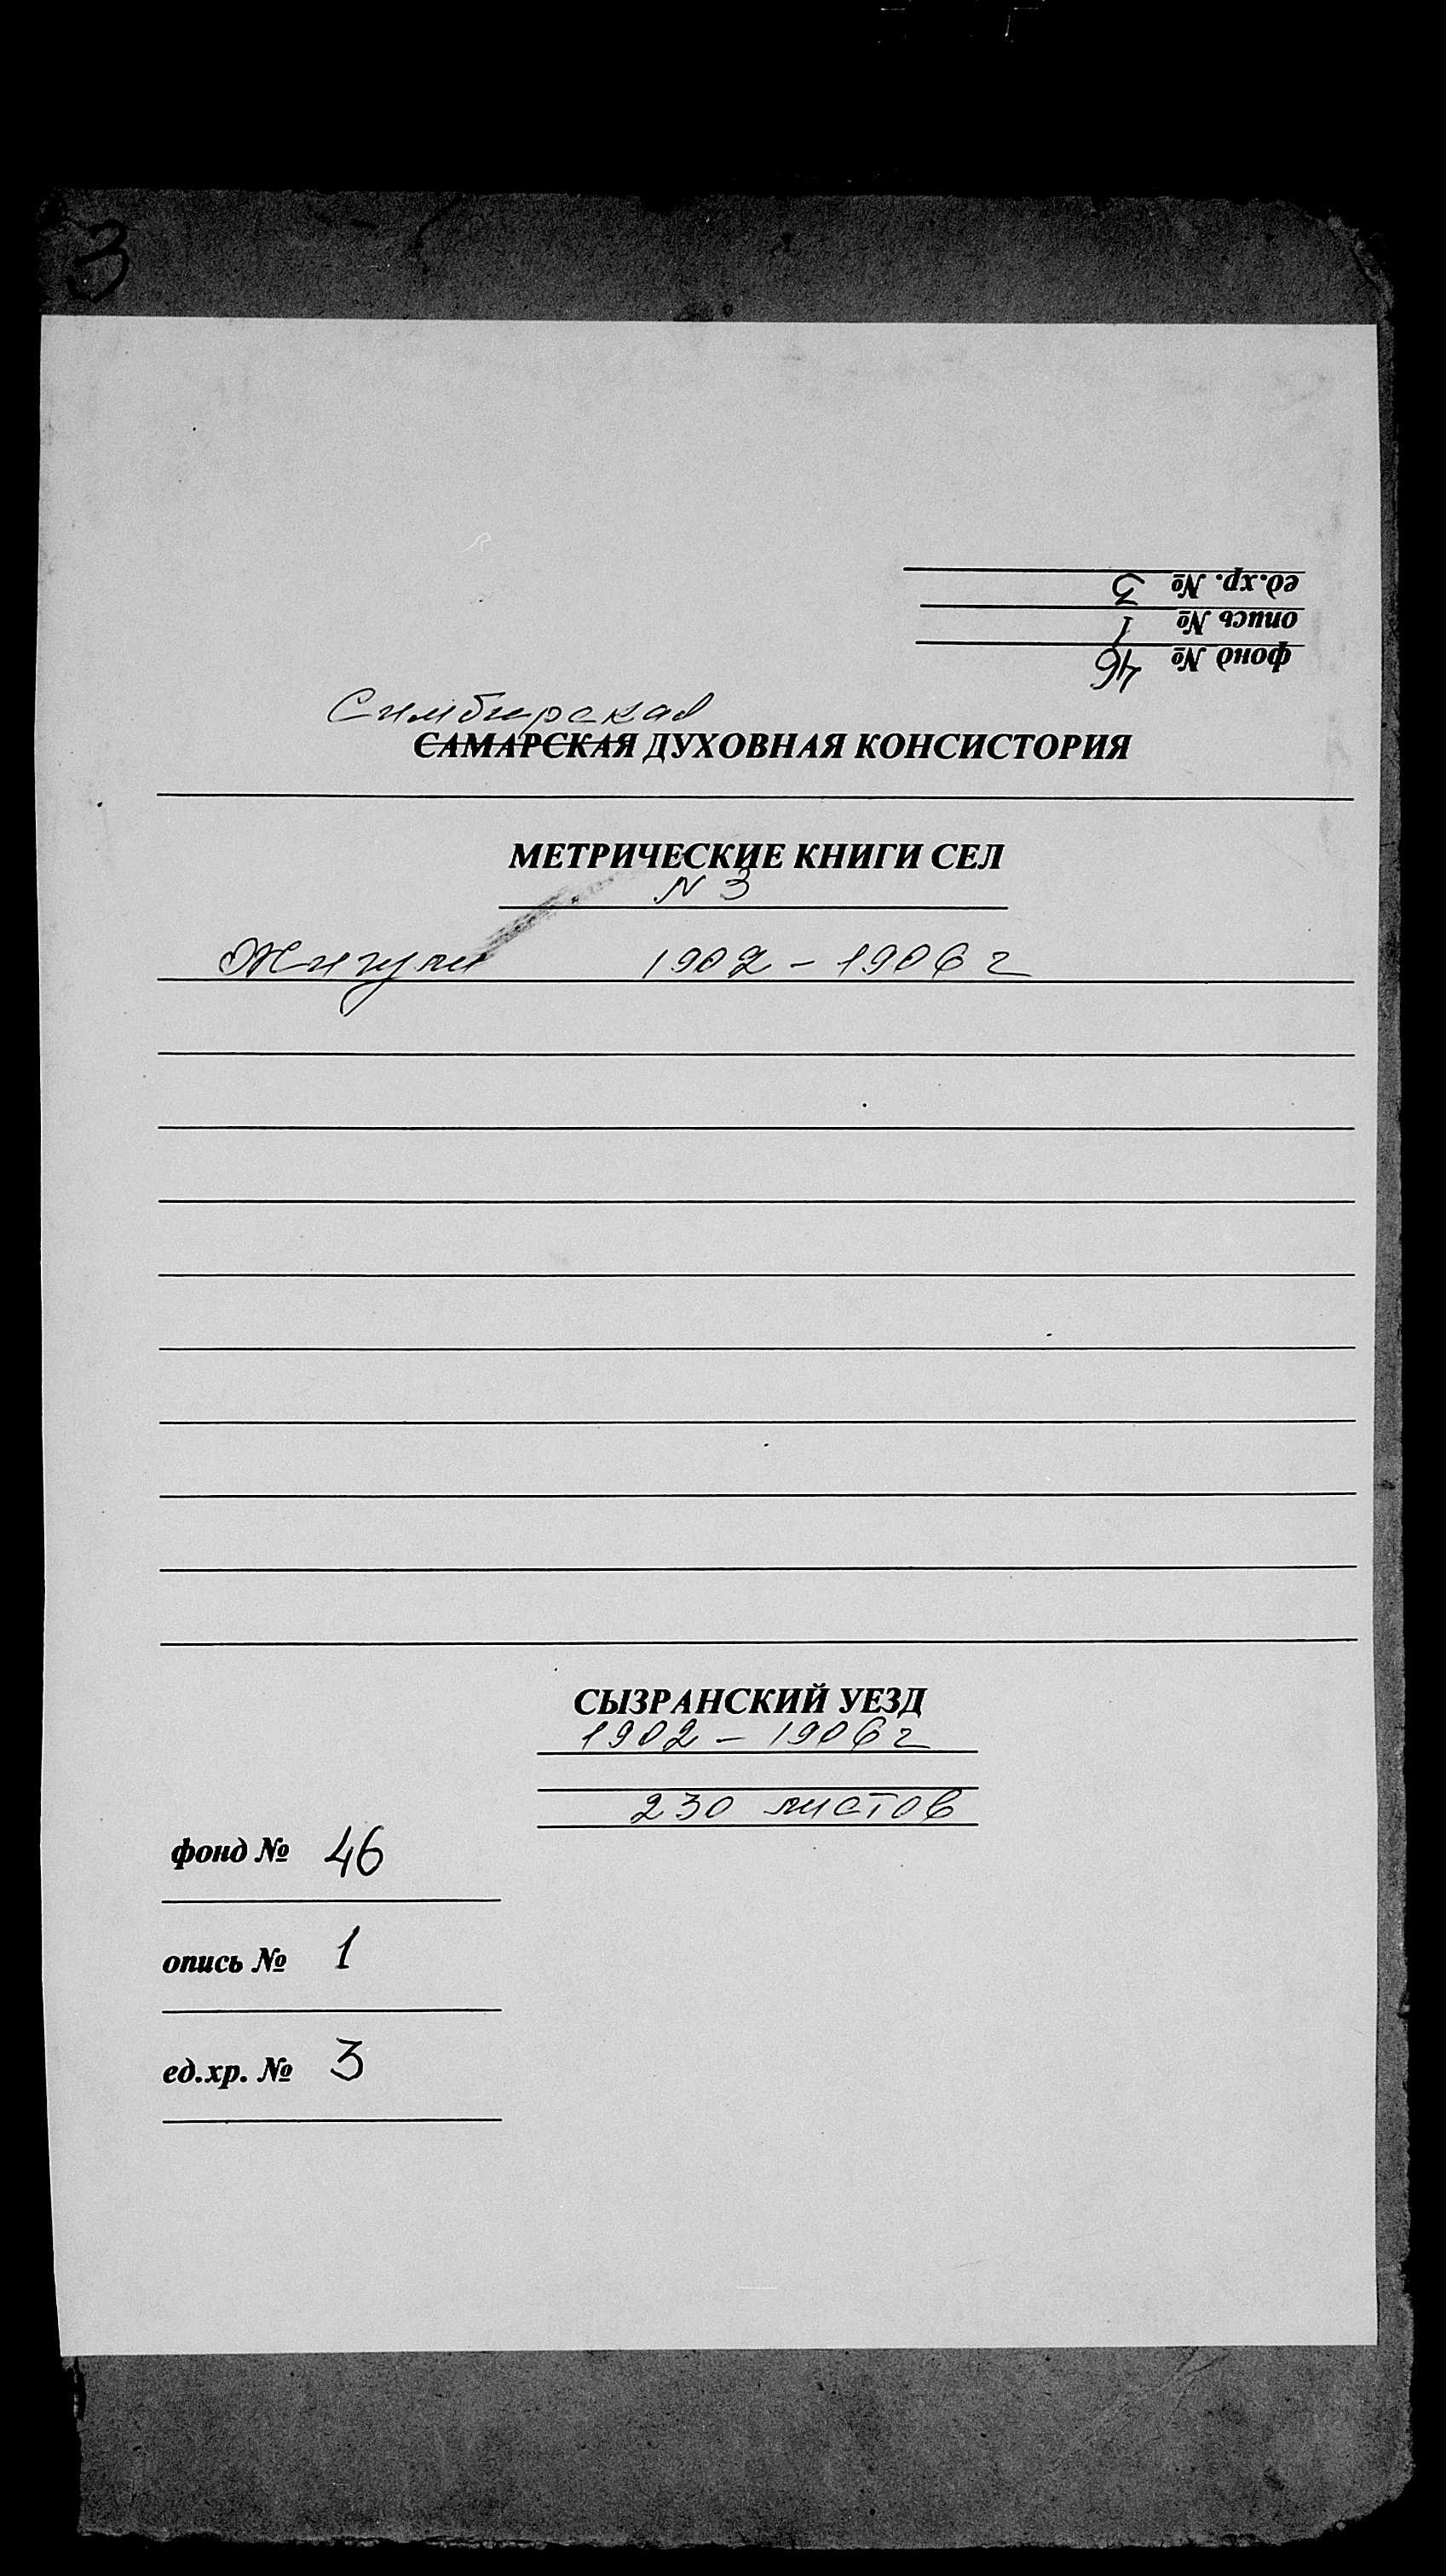 3
ед.хр. № 3
опись № 1
фонд № 46
Симбирская
САМАРСКАЯ ДУХОВНАЯ КОНСИСТОРИЯ
МЕТРИЧЕСКИЕ КНИГИ СЕЛ
N 3
Жигули 1902 - 1906 г
СЫЗРАНСКИЙ УЕЗД
1902 - 1906 г
230 листов
фонд № 46
опись № 1
ед.хр. № 3